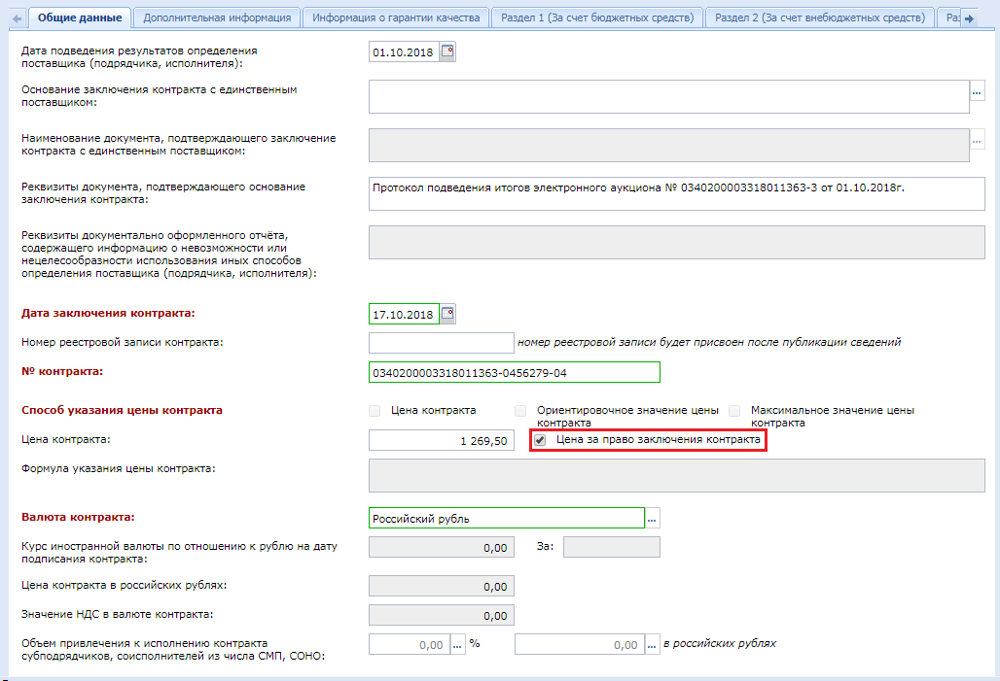 Общие данные
Дополнительная информация
Информация о гарантии качества
Раздел 1 (За счет бюджетных средств)
Раздел 2 (За счет внебюджетных средств)
Раз
Дата подведения результатов определения
поставщика (подрядчика, исполнителя):
01.10.2018
Основание заключения контракта с единственным
поставщиком:
...
Наименование документа, подтверждающего заключение
контракта с единственным поставщиком:
...
Реквизиты документа, подтверждающего основание
заключения контракта:
Протокол подведения итогов электронного аукциона № 0340200003318011363-3 от 01.10.2018г.
Реквизиты документально оформленного отчёта,
содержащего информацию о невозможности или
нецелесообразности использования иных способов
определения поставщика (подрядчика, исполнителя):
Дата заключения контракта:
17.10.2018
Номер реестровой записи контракта:
номер реестровой записи будет присвоен после публикации сведений
№ контракта:
0340200003318011363-0456279-04
Способ указания цены контракта
Цена контракта
Ориентировочное значение цены
контракта
Максимальное значение цены
контракта
Цена контракта:
1 269,50
Цена за право заключения контракта
Формула указания цены контракта:
Валюта контракта:
Российский рубль
...
Курс иностранной валюты по отношению к рублю на дату
подписания контракта:
0,00
За:
Цена контракта в российских рублях:
0,00
Значение НДС в валюте контракта:
0,00
Объем привлечения к исполнению контракта
субподрядчиков, соисполнителей из числа СМП, СОНО:
0,00 ... %
0,00 ... в российских рублях